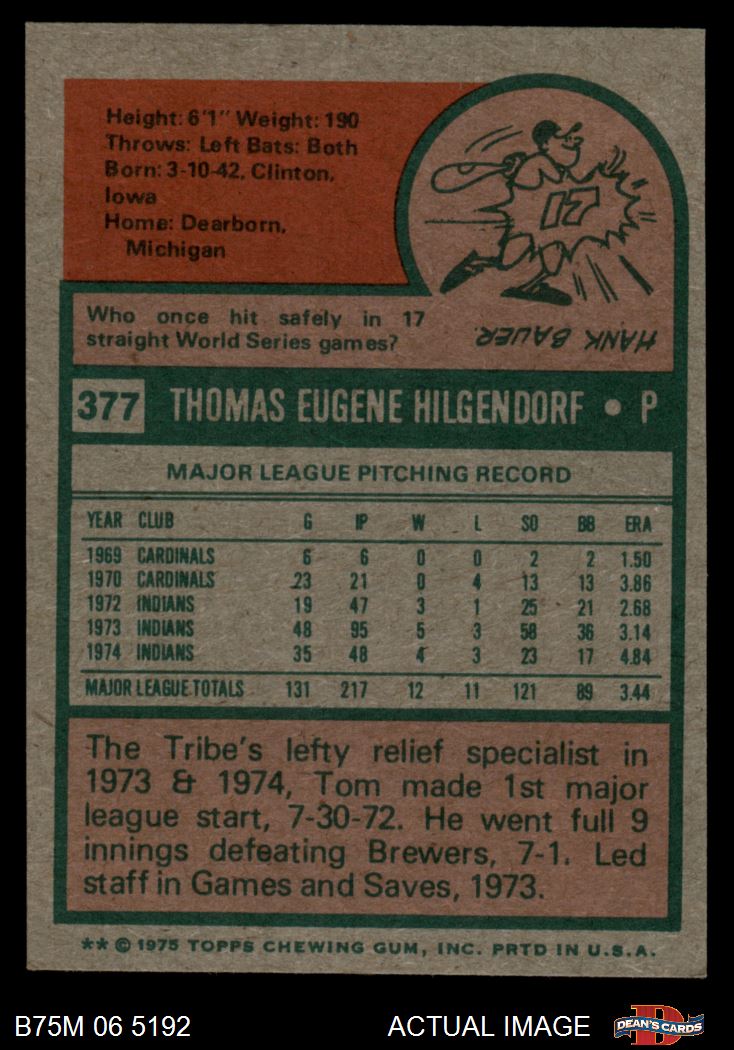 Height: 6'1" Weight: 190
Throws: Left Bats: Both
Born: 3-10-42, Clinton,
Iowa
Home: Dearborn,
Michigan
17
Who once hit safely in 17
straight World Series games?
HANK BAUER.
377 THOMAS EUGENE HILGENDORF • P
MAJOR LEAGUE PITCHING RECORD
YEAR CLUB G IP W L SO BB ERA
1969 CARDINALS 6 6 0 0 2 2 1.50
1970 CARDINALS 23 21 0 4 13 13 3.86
1972 INDIANS 19 47 3 1 25 21 2.68
1973 INDIANS 48 95 5 3 58 36 3.14
1974 INDIANS 35 48 4 3 23 17 4.84
MAJOR LEAGUE TOTALS 131 217 12 11 121 89 3.44
The Tribe's lefty relief specialist in
1973 & 1974, Tom made 1st major
league start, 7-30-72. He went full 9
innings defeating Brewers, 7-1. Led
staff in Games and Saves, 1973.
** © 1975 TOPPS CHEWING GUM, INC. PRTD IN U.S.A.
B75M 06 5192 ACTUAL IMAGE D DEAN'S CARDS